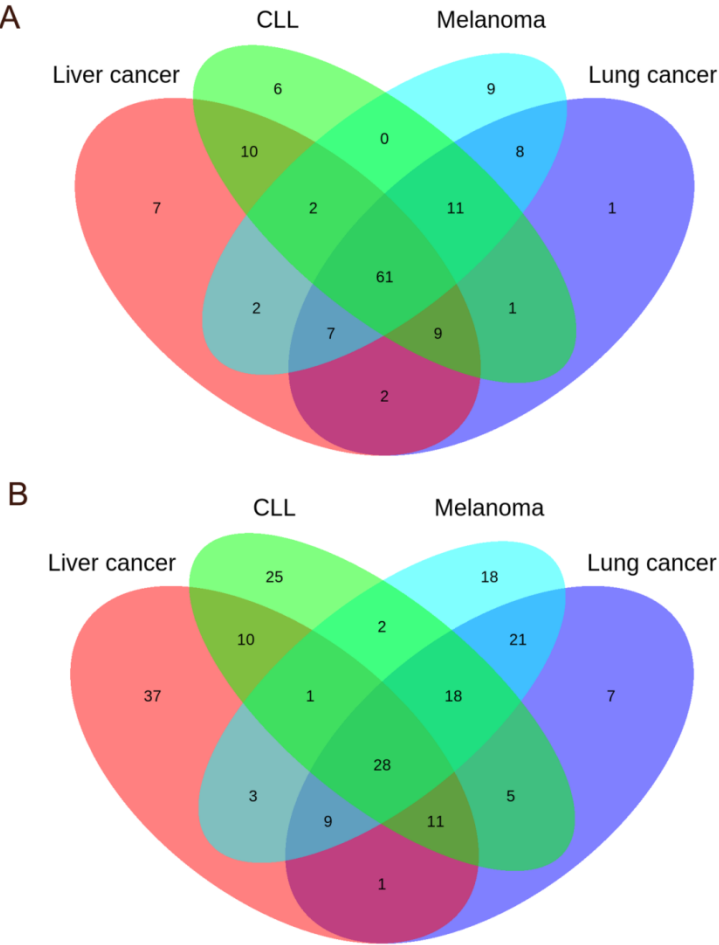 A
CLL Melanoma
Liver cancer Lung cancer
6 9
0
10 8
7 2 11 1
61
2 1
7 9
2
B
CLL Melanoma
Liver cancer Lung cancer
25 18
2
10 21
37 1 18 7
28
3 5
9 11
1